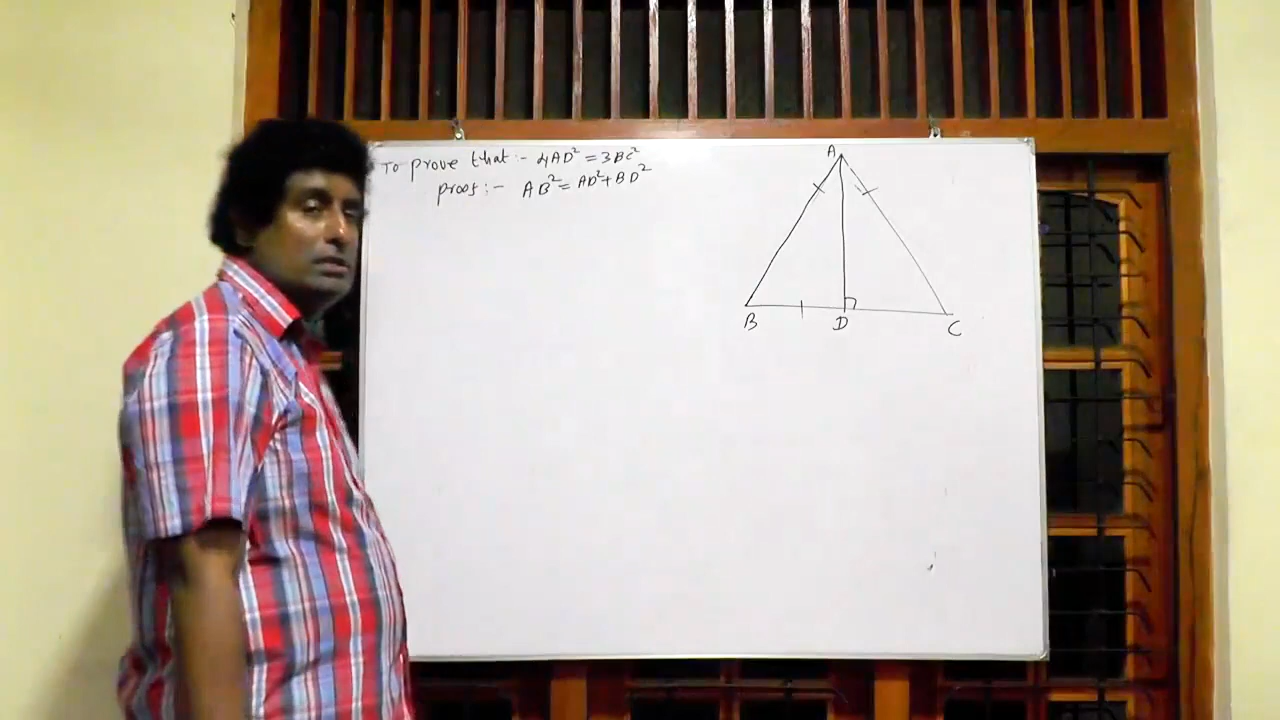 To prove that :- 4AD² = 3BC²
proof :- AB² = AD² + BD²
A
B D C